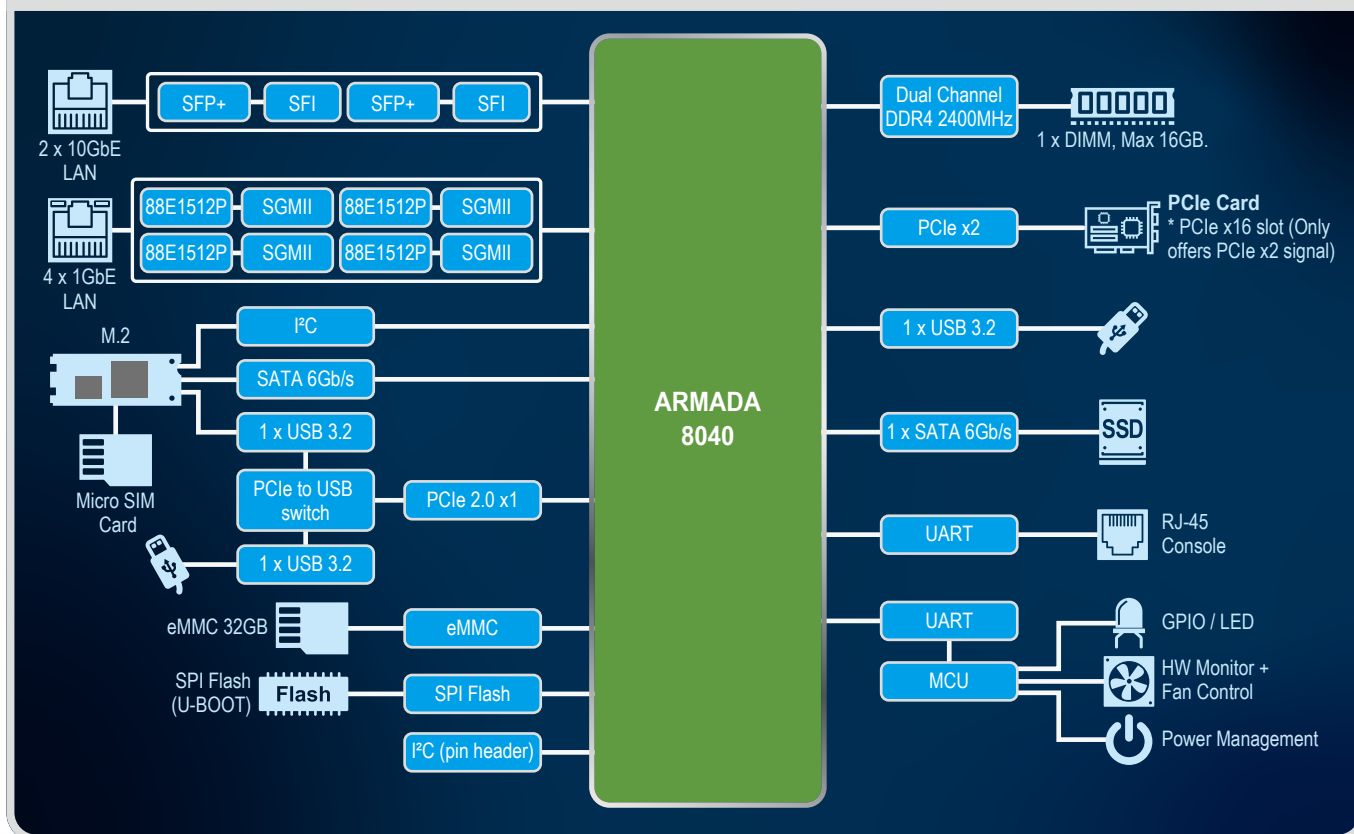 SFP+
SFI
SFP+
SFI
2 x 10GbE
LAN
88E1512P
SGMII
88E1512P
SGMII
88E1512P
SGMII
88E1512P
SGMII
4 x 1GbE
LAN
M.2
I²C
SATA 6Gb/s
1 x USB 3.2
Micro SIM
Card
PCIe to USB
switch
PCIe 2.0 x1
1 x USB 3.2
eMMC 32GB
eMMC
SPI Flash
(U-BOOT)
Flash
SPI Flash
I²C (pin header)
ARMADA
8040
Dual Channel
DDR4 2400MHz
1 x DIMM, Max 16GB.
PCIe x2
PCIe Card
* PCIe x16 slot (Only
offers PCIe x2 signal)
1 x USB 3.2
1 x SATA 6Gb/s
SSD
UART
RJ-45
Console
UART
MCU
GPIO / LED
HW Monitor +
Fan Control
Power Management